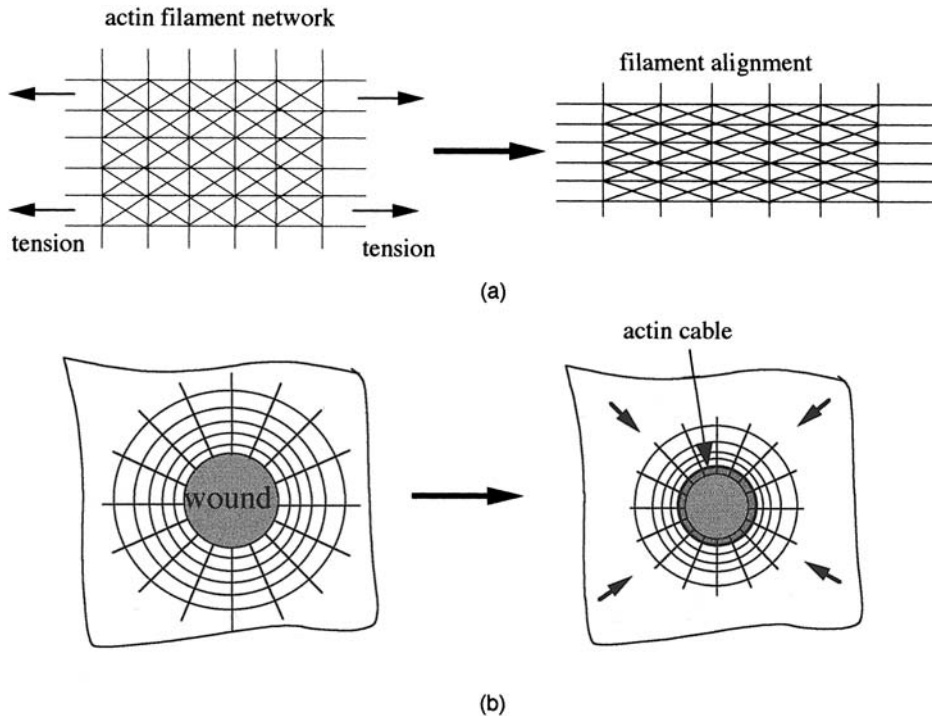 actin filament network
filament alignment
tension
tension
(a)
actin cable
wound
(b)